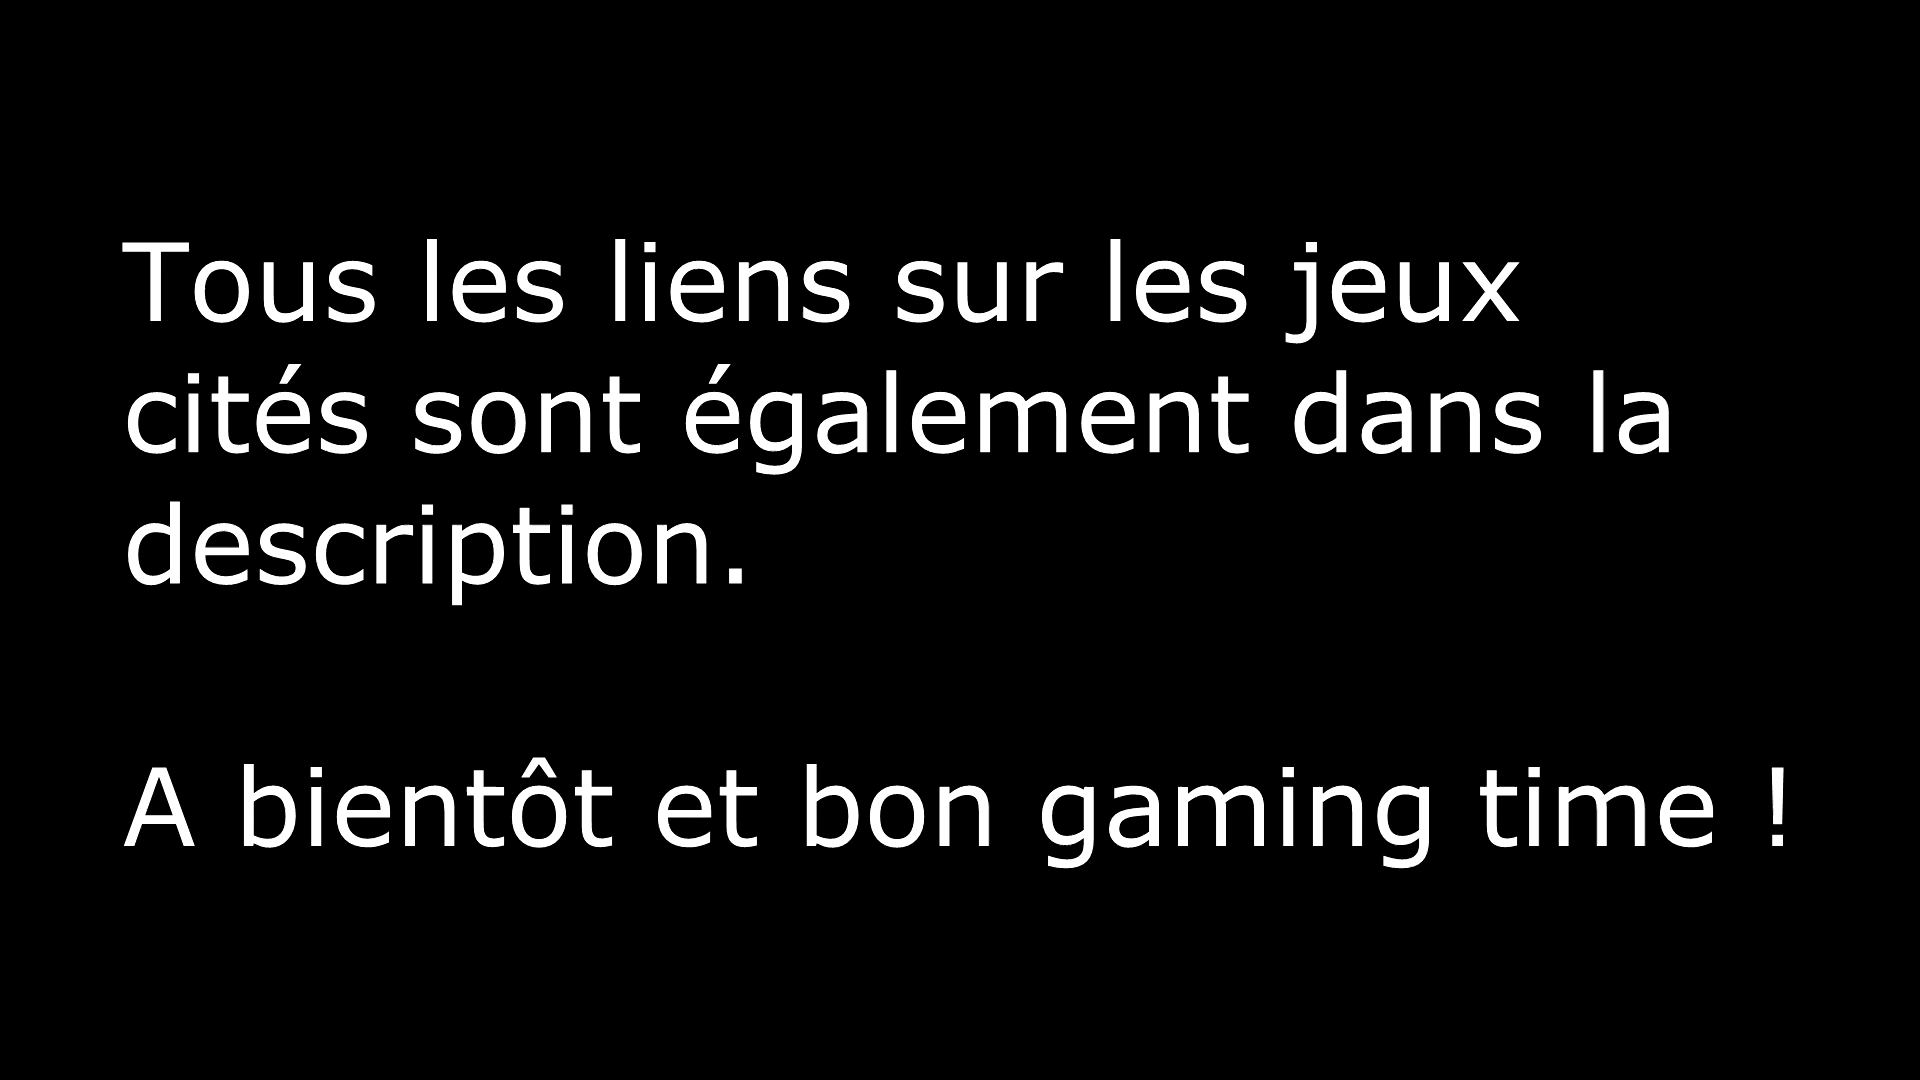 Tous les liens sur les jeux
cités sont également dans la
description.
A bientôt et bon gaming time !